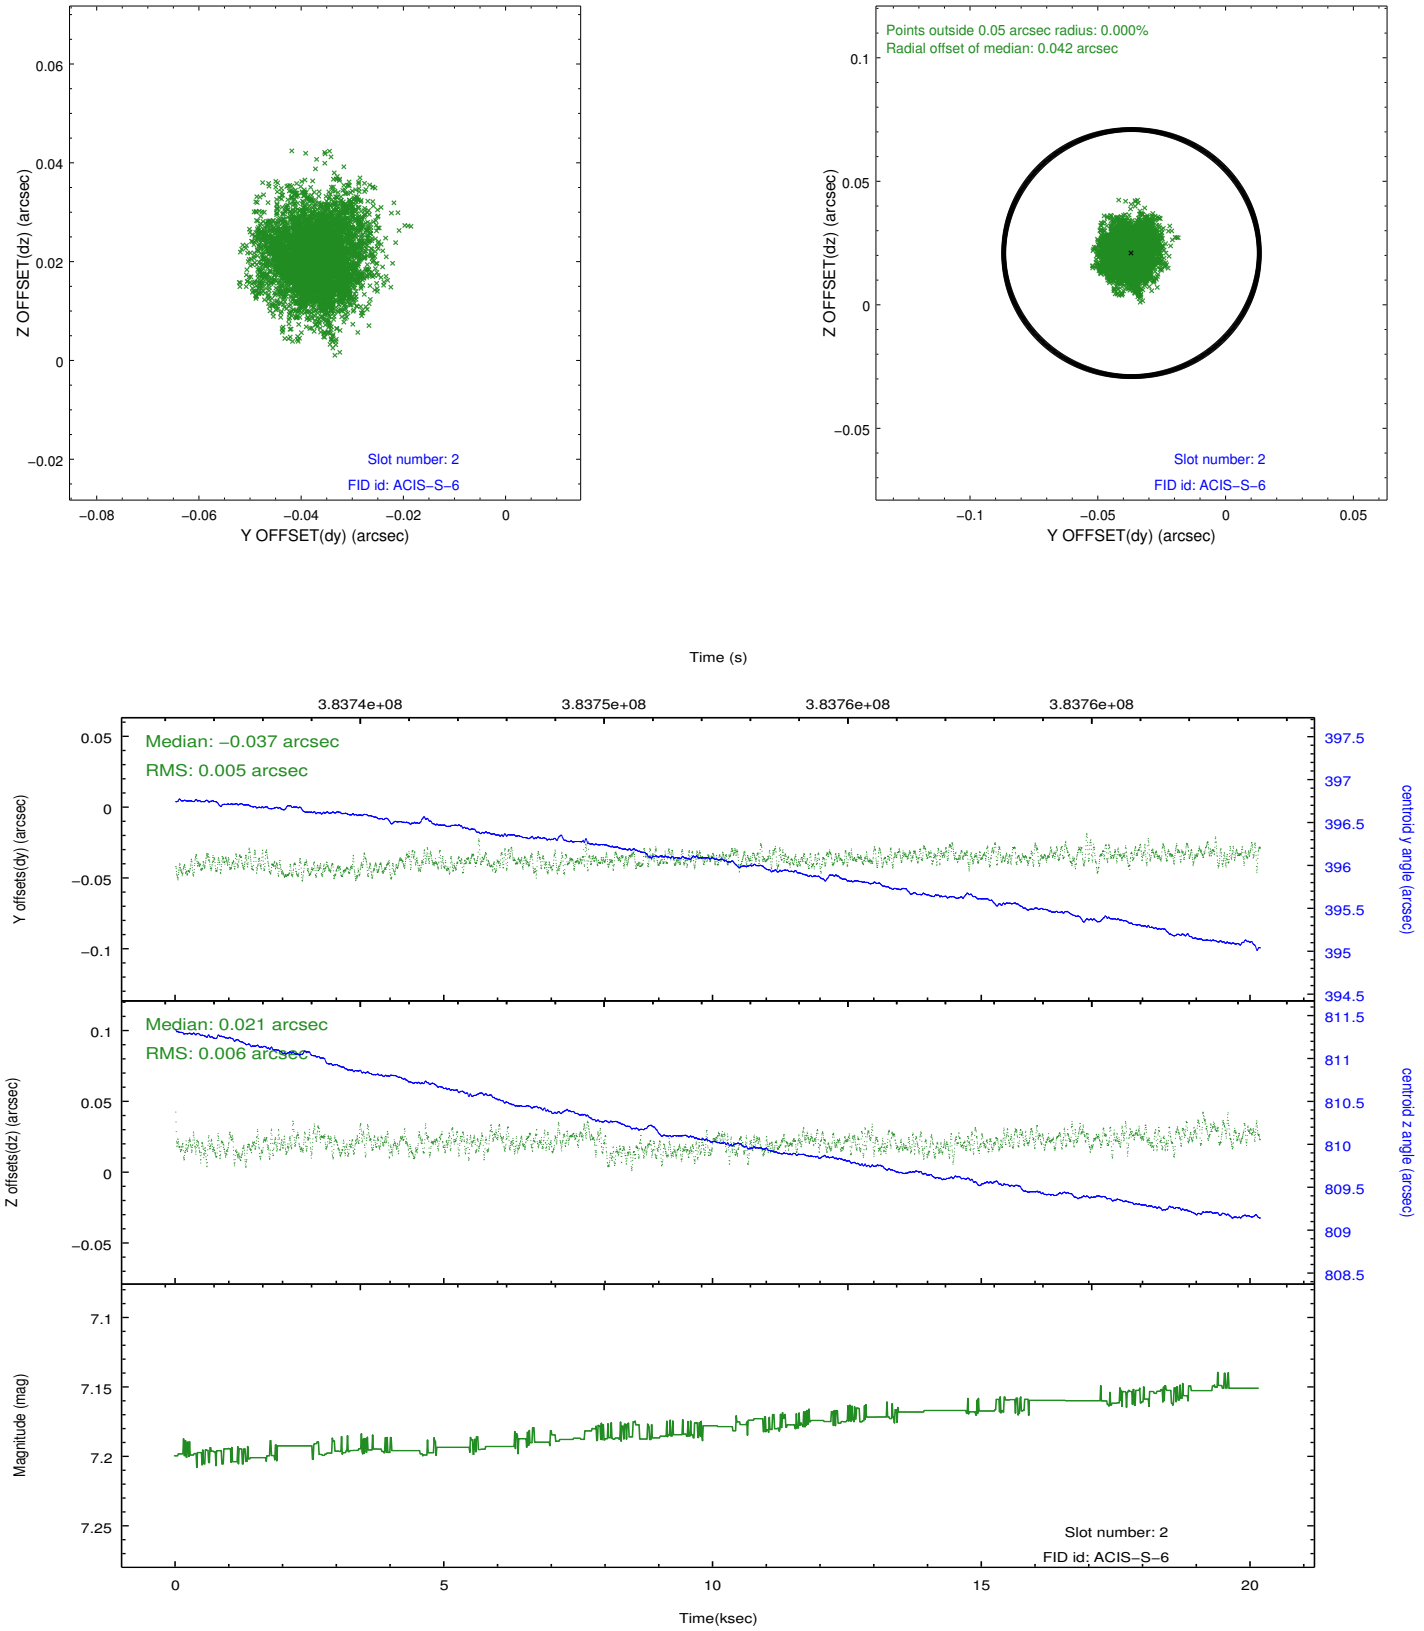 0.06
0.04
0.02
0
−0.02
Z OFFSET(dz) (arcsec)
Slot number: 2
FID id: ACIS−S−6
−0.08 −0.06 −0.04 −0.02 0
Y OFFSET(dy) (arcsec)
Points outside 0.05 arcsec radius: 0.000%
Radial offset of median: 0.042 arcsec
0.1
0.05
0
−0.05
Z OFFSET(dz) (arcsec)
Slot number: 2
FID id: ACIS−S−6
−0.1 −0.05 0 0.05
Y OFFSET(dy) (arcsec)
Time (s)
3.8374e+08 3.8375e+08 3.8376e+08 3.8376e+08
Median: −0.037 arcsec
RMS: 0.005 arcsec
0.05
0
−0.05
−0.1
Y offsets(dy) (arcsec)
397.5
397
396.5
396
395.5
395
394.5
centroid y angle (arcsec)
Median: 0.021 arcsec
RMS: 0.006 arcsec
0.1
0.05
0
−0.05
Z offsets(dz) (arcsec)
811.5
811
810.5
810
809.5
809
808.5
centroid z angle (arcsec)
7.1
7.15
7.2
7.25
Magnitude (mag)
Slot number: 2
FID id: ACIS−S−6
0 5 10 15 20
Time(ksec)